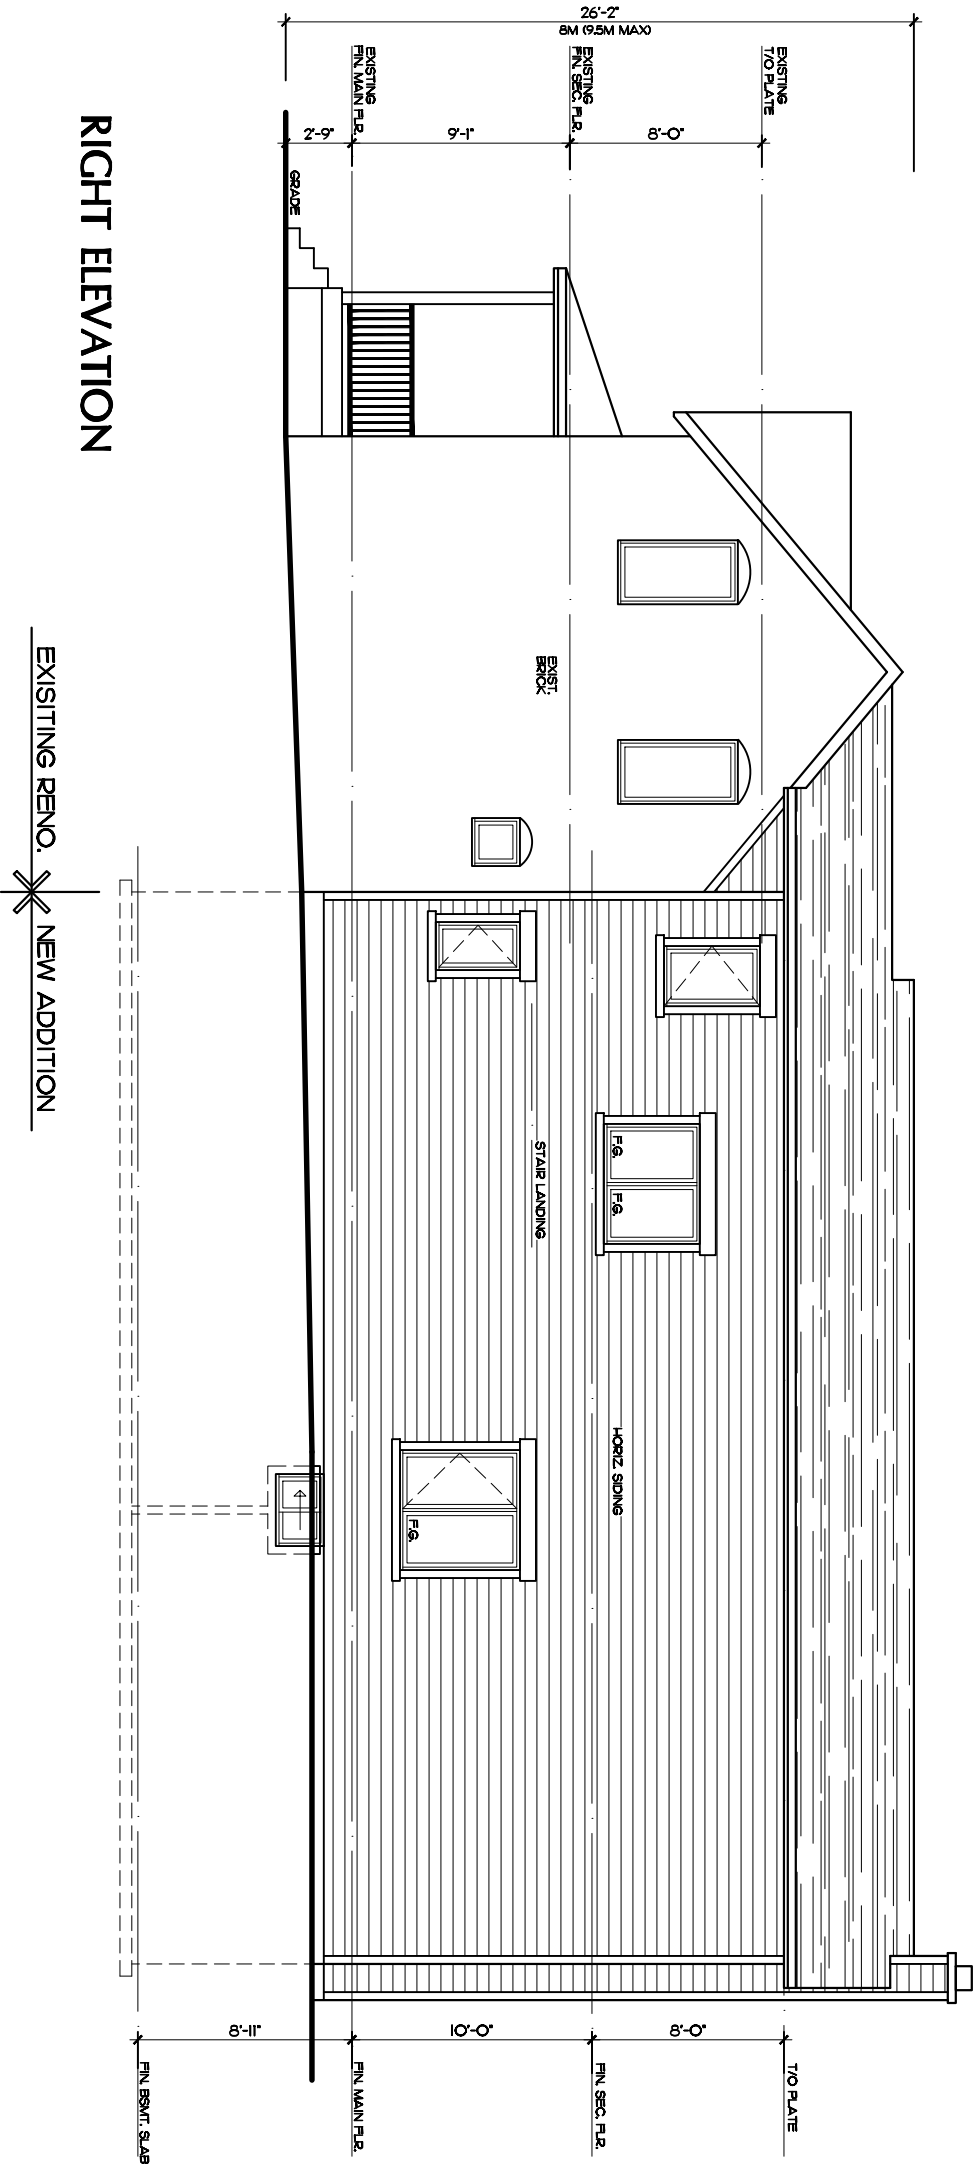 26'-2"
8M (9.5M MAX)
EXISTING
T/O PLATE
8'-0"
EXISTING
FIN. SEC. FLR.
9'-1"
EXISTING
FIN. MAIN FLR.
2'-9"
GRADE
EXIST.
BRICK
F.G.
F.G.
STAIR LANDING
HORIZ. SIDING
F.G.
T/O PLATE
8'-0"
FIN. SEC. FLR.
10'-0"
FIN. MAIN FLR.
8'-11"
FIN. BSMT. SLAB
RIGHT ELEVATION
EXISITING RENO.
NEW ADDITION